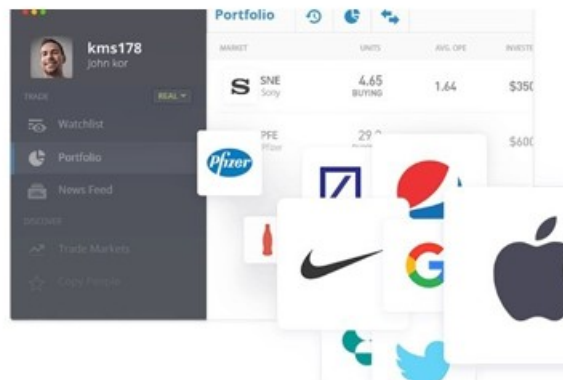 Portfolio
kms178
John kor
MARKET UNITS AVG. OPE INVESTE
SNE 4.65 1.64 $350
Sony BUYING
TRADE REAL
Watchlist
PFE 29.
Portfolio
$600
Pfizer
News Feed
DISCOVER
Trade Markets
Copy People